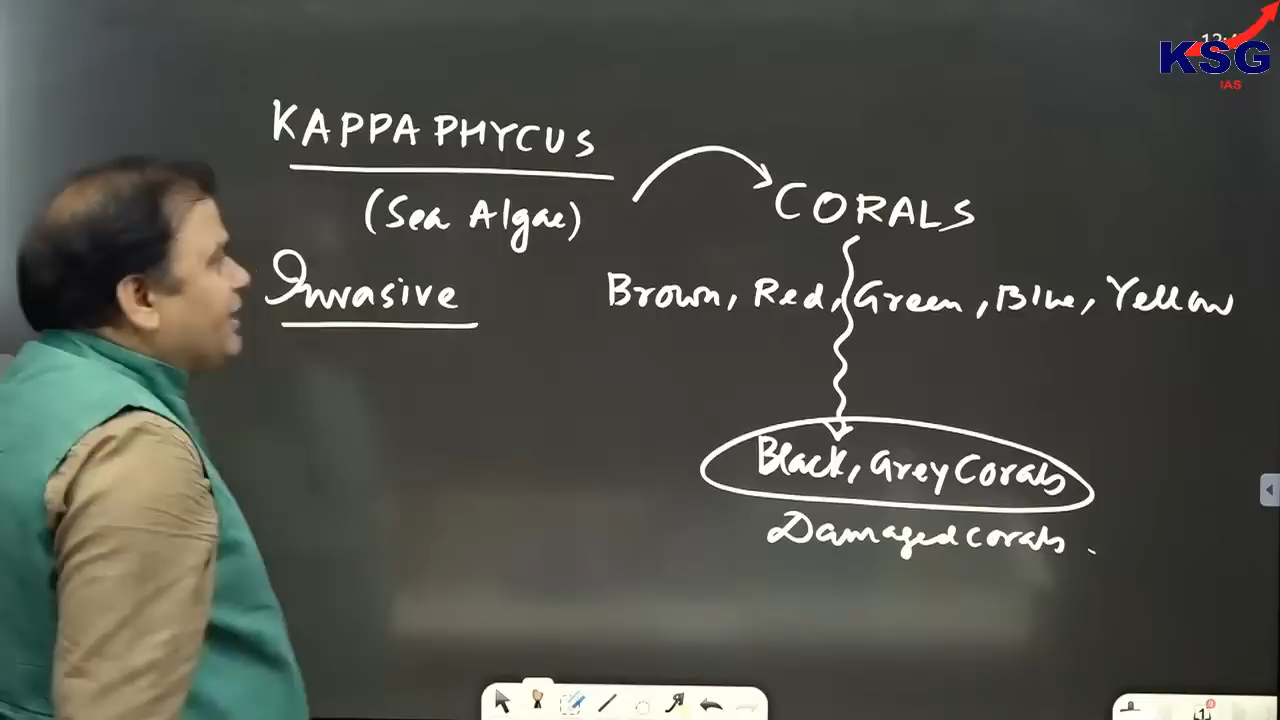 KSG
IAS
KAPPAPHYCUS
(Sea Algae)
CORALS
Invasive
Brown, Red, Green, Blue, Yellow
Black, Grey Corals
Damaged corals.